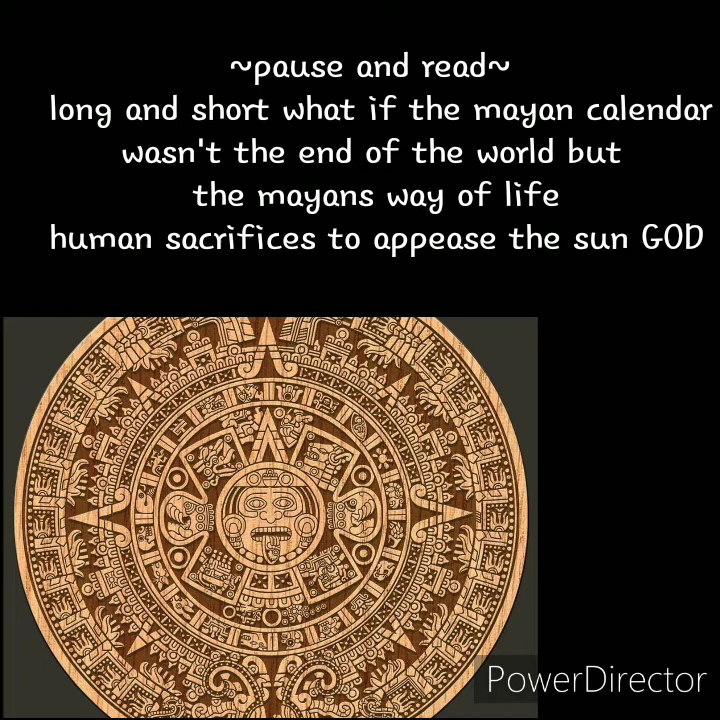 ~pause and read~
long and short what if the mayan calendar
wasn't the end of the world but
the mayans way of life
human sacrifices to appease the sun GOD
PowerDirector